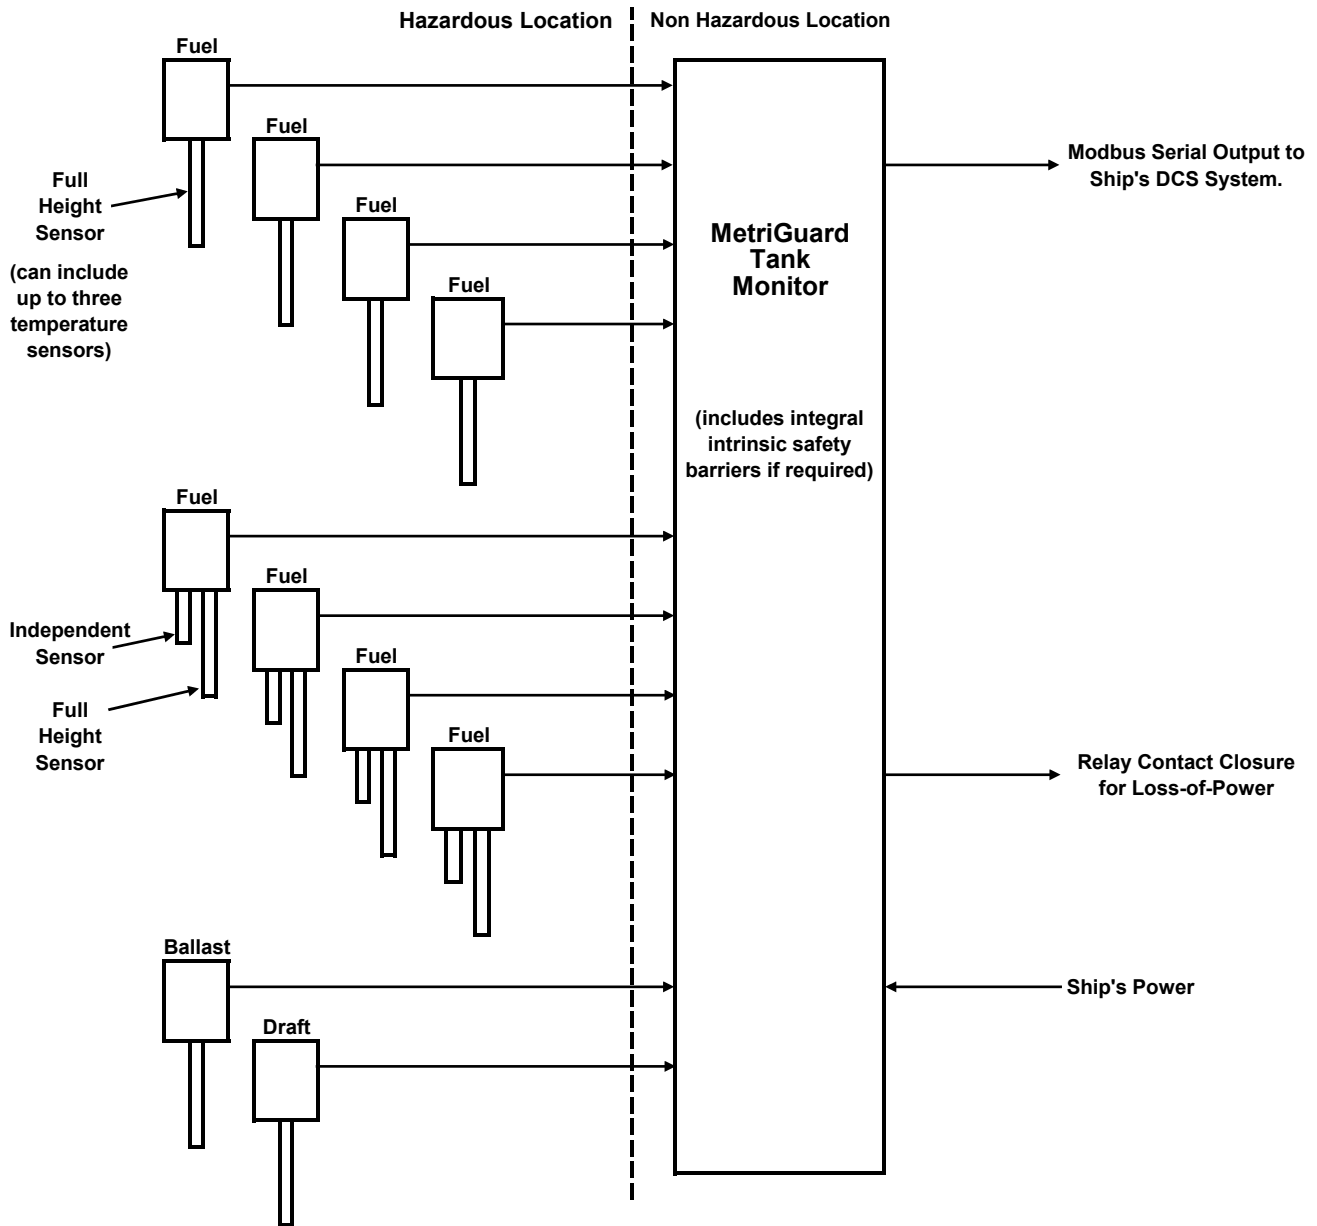 Hazardous Location
Non Hazardous Location
Fuel
Fuel
Fuel
Fuel
Full
Height
Sensor
(can include
up to three
temperature
sensors)
MetriGuard
Tank
Monitor
(includes integral
intrinsic safety
barriers if required)
Modbus Serial Output to
Ship's DCS System.
Fuel
Fuel
Fuel
Fuel
Independent
Sensor
Full
Height
Sensor
Relay Contact Closure
for Loss-of-Power
Ballast
Draft
Ship's Power